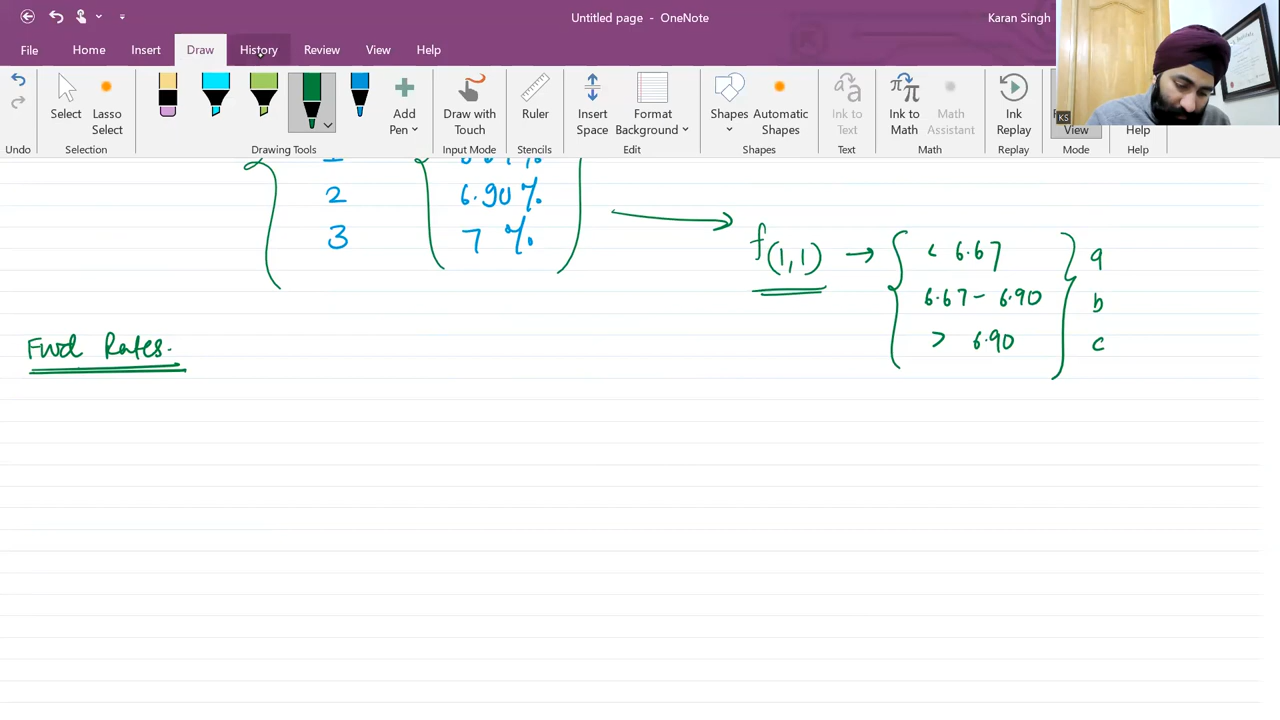 Untitled page - OneNote
Karan Singh
File Home Insert Draw History Review View Help
Undo
Select
Lasso Select
Selection
Drawing Tools
Add Pen
Draw with Touch
Input Mode
Ruler
Stencils
Insert Space
Format Background
Edit
Shapes
Automatic Shapes
Shapes
Ink to Text
Text
Ink to Math
Math Assistant
Math
Ink Replay
Replay
View
Mode
Help
Help
KS
2 6.90%
3 7 %
f(1,1) → { < 6.67 } a
6.67 - 6.90 b
> 6.90 c
Fwd Rates.